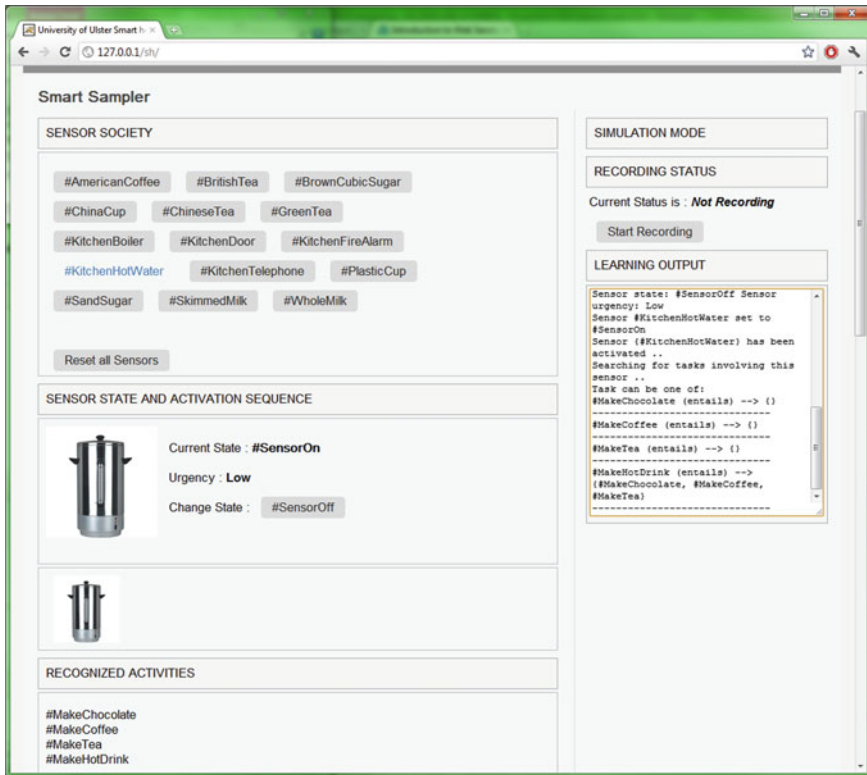 University of Ulster Smart h
127.0.0.1/sh/
Smart Sampler
SENSOR SOCIETY
#AmericanCoffee #BritishTea #BrownCubicSugar
#ChinaCup #ChineseTea #GreenTea
#KitchenBoiler #KitchenDoor #KitchenFireAlarm
#KitchenHotWater #KitchenTelephone #PlasticCup
#SandSugar #SkimmedMilk #WholeMilk
Reset all Sensors
SENSOR STATE AND ACTIVATION SEQUENCE
Current State : #SensorOn
Urgency : Low
Change State : #SensorOff
RECOGNIZED ACTIVITIES
#MakeChocolate
#MakeCoffee
#MakeTea
#MakeHotDrink
SIMULATION MODE
RECORDING STATUS
Current Status is : Not Recording
Start Recording
LEARNING OUTPUT
Sensor state: #SensorOff Sensor
urgency: Low
Sensor #KitchenHotWater set to
#SensorOn
Sensor {#KitchenHotWater} has been
activated ..
Searching for tasks involving this
sensor ..
Task can be one of:
#MakeChocolate (entails) --> {}
-------------------------------
#MakeCoffee (entails) --> {}
-------------------------------
#MakeTea (entails) --> {}
-------------------------------
#MakeHotDrink (entails) -->
{#MakeChocolate, #MakeCoffee,
#MakeTea}
-------------------------------